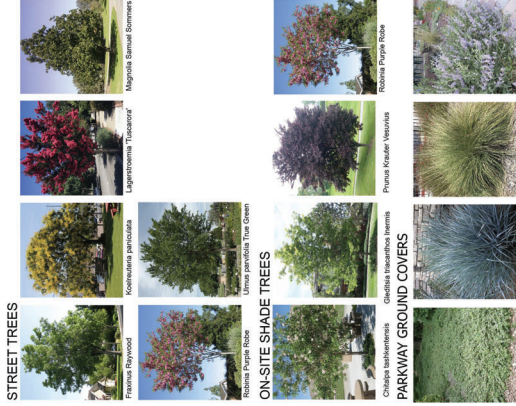 STREET TREES
Fraxinus Raywood
Koelreuteria paniculata
Lagerstroemia 'Tuscarora'
Magnolia Samuel Sommers
Robinia Purple Robe
Ulmus parvifolia True Green
ON-SITE SHADE TREES
Chitalpa tashkentensis
Gleditsia triacanthos Inermis
Prunus Krauter Vesuvius
Robinia Purple Robe
PARKWAY GROUND COVERS